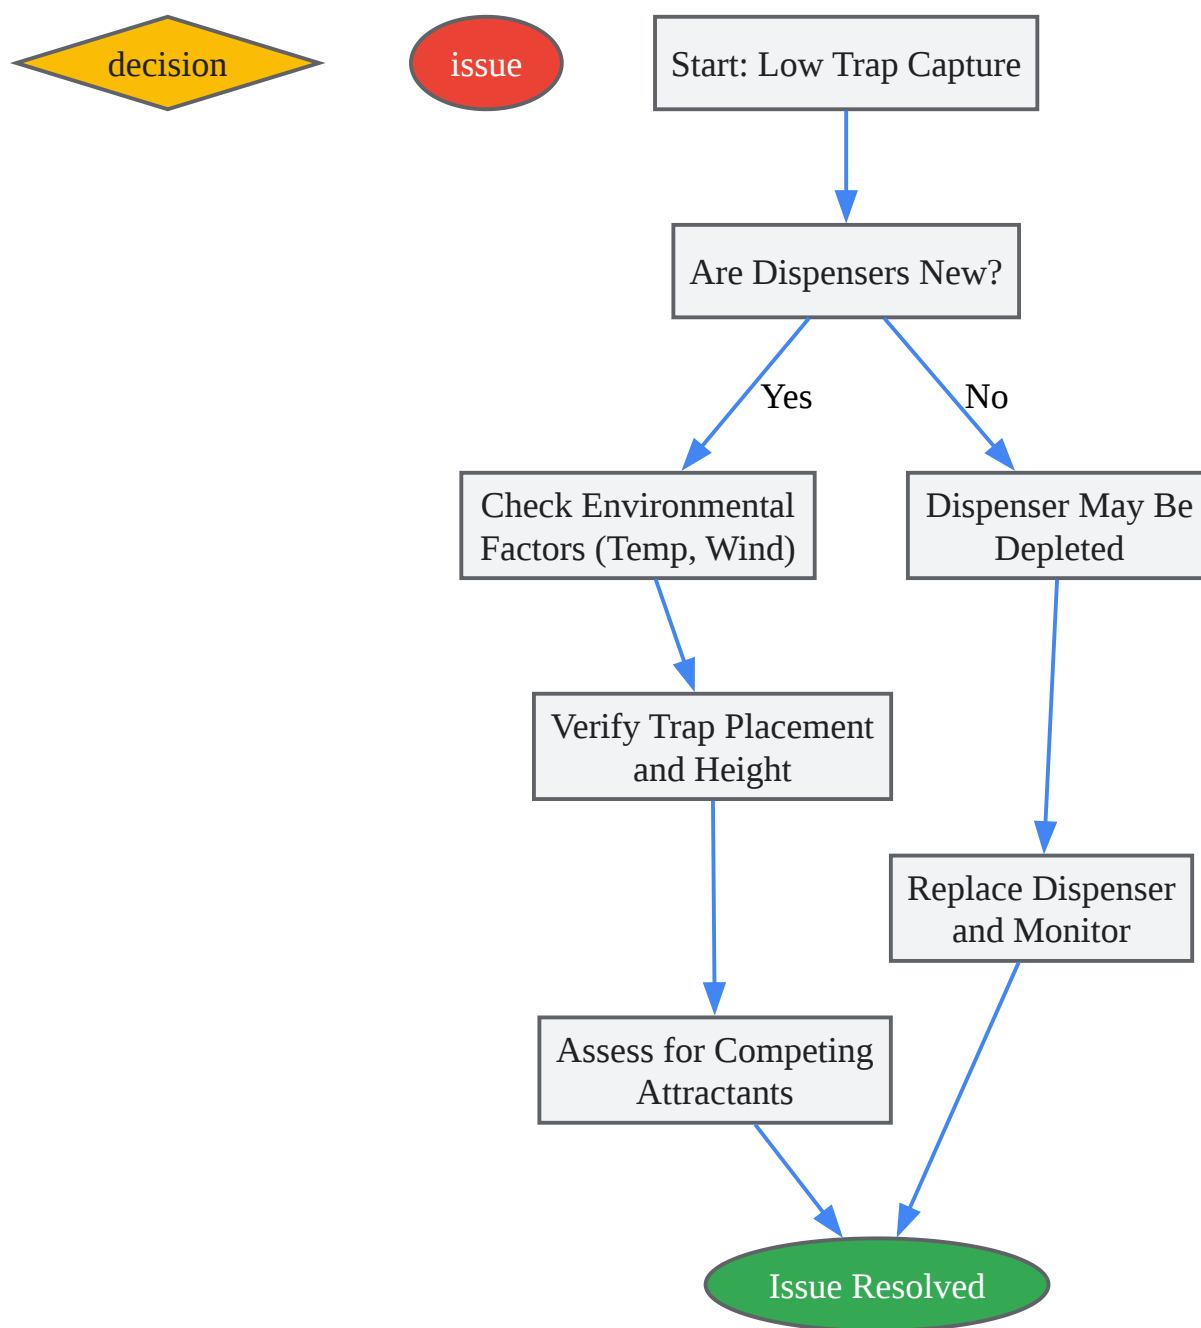 decision
issue
Start: Low Trap Capture
Are Dispensers New?
Yes
No
Check Environmental
Factors (Temp, Wind)
Dispenser May Be
Depleted
Verify Trap Placement
and Height
Replace Dispenser
and Monitor
Assess for Competing
Attractants
Issue Resolved